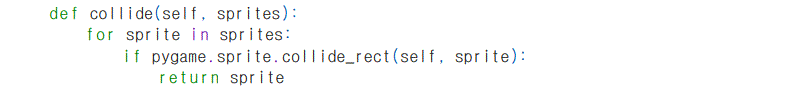 def collide(self, sprites):
    for sprite in sprites:
        if pygame.sprite.collide_rect(self, sprite):
            return sprite